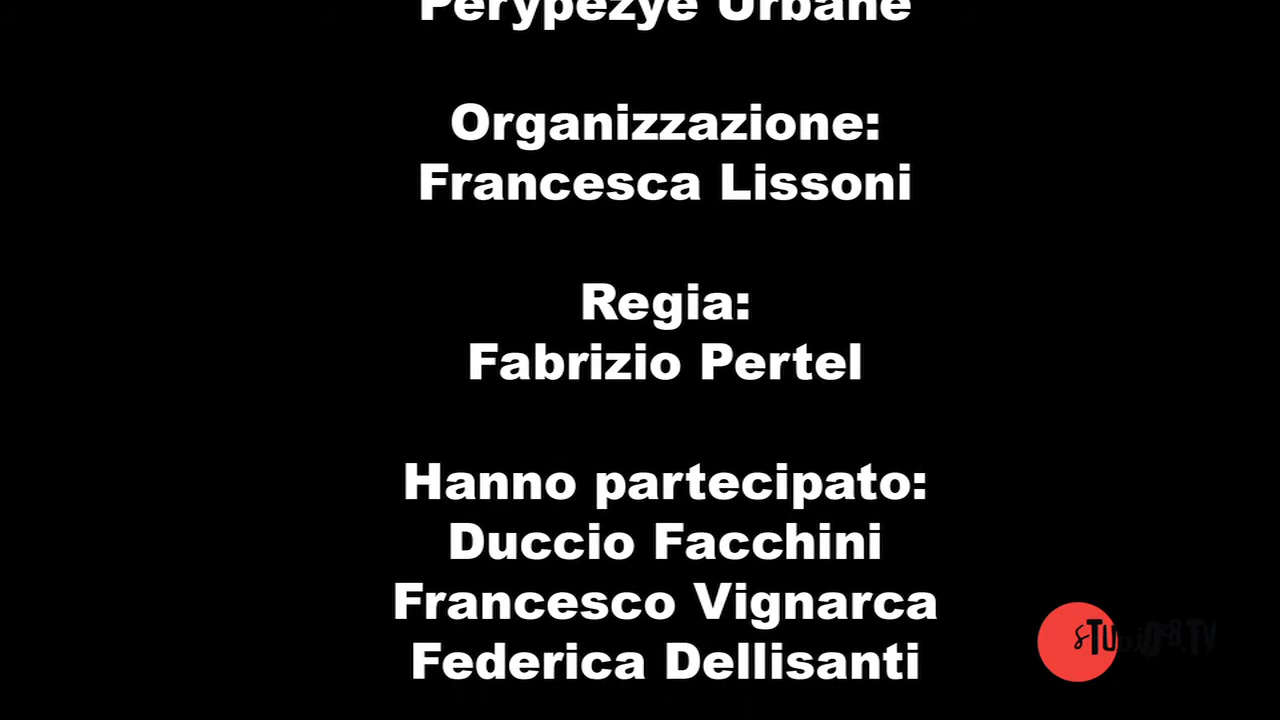 Perypezye Urbane
Organizzazione:
Francesca Lissoni
Regia:
Fabrizio Pertel
Hanno partecipato:
Duccio Facchini
Francesco Vignarca
Federica Dellisanti